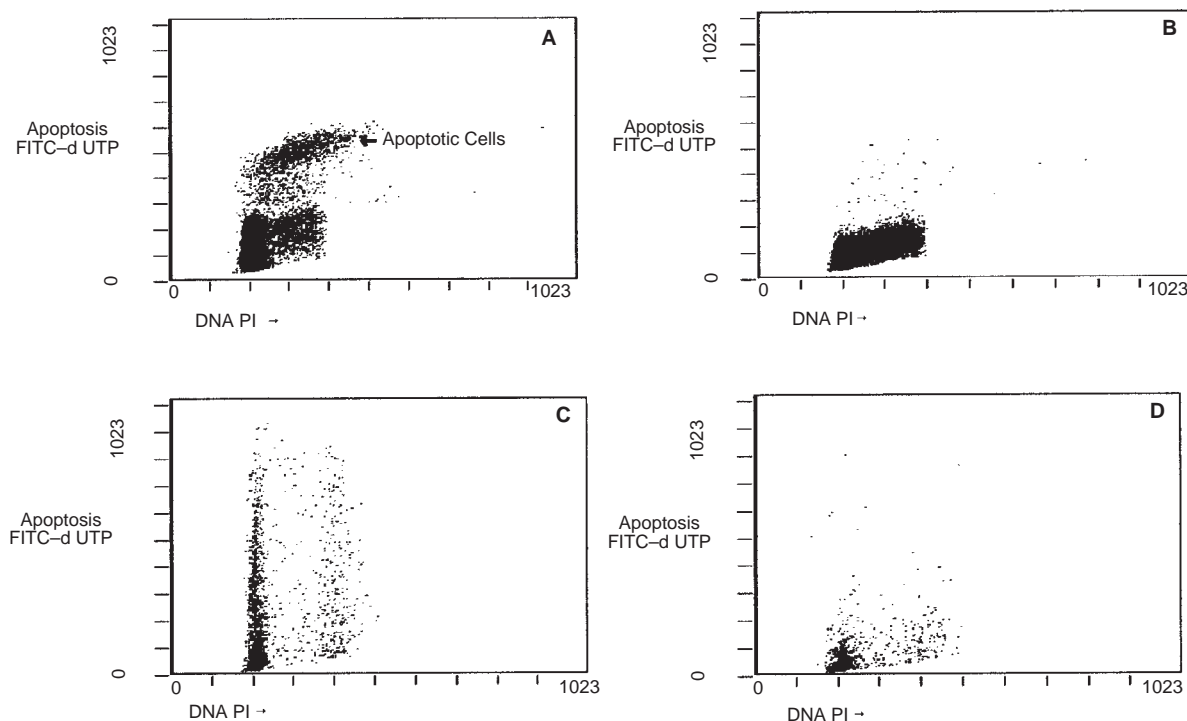 A
1023
Apoptosis
FITC–d UTP
Apoptotic Cells
0
0
1023
DNA PI →
B
1023
Apoptosis
FITC–d UTP
0
0
1023
DNA PI →
C
1023
Apoptosis
FITC–d UTP
0
0
1023
DNA PI →
D
1023
Apoptosis
FITC–d UTP
0
0
1023
DNA PI →